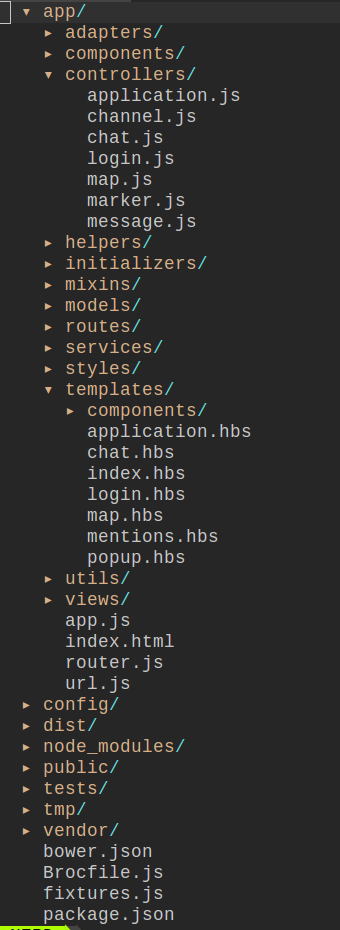 ▾ app/
▸ adapters/
▸ components/
▾ controllers/
application.js
channel.js
chat.js
login.js
map.js
marker.js
message.js
▸ helpers/
▸ initializers/
▸ mixins/
▸ models/
▸ routes/
▸ services/
▸ styles/
▾ templates/
▸ components/
application.hbs
chat.hbs
index.hbs
login.hbs
map.hbs
mentions.hbs
popup.hbs
▸ utils/
▸ views/
app.js
index.html
router.js
url.js
▸ config/
▸ dist/
▸ node_modules/
▸ public/
▸ tests/
▸ tmp/
▸ vendor/
bower.json
Brocfile.js
fixtures.js
package.json